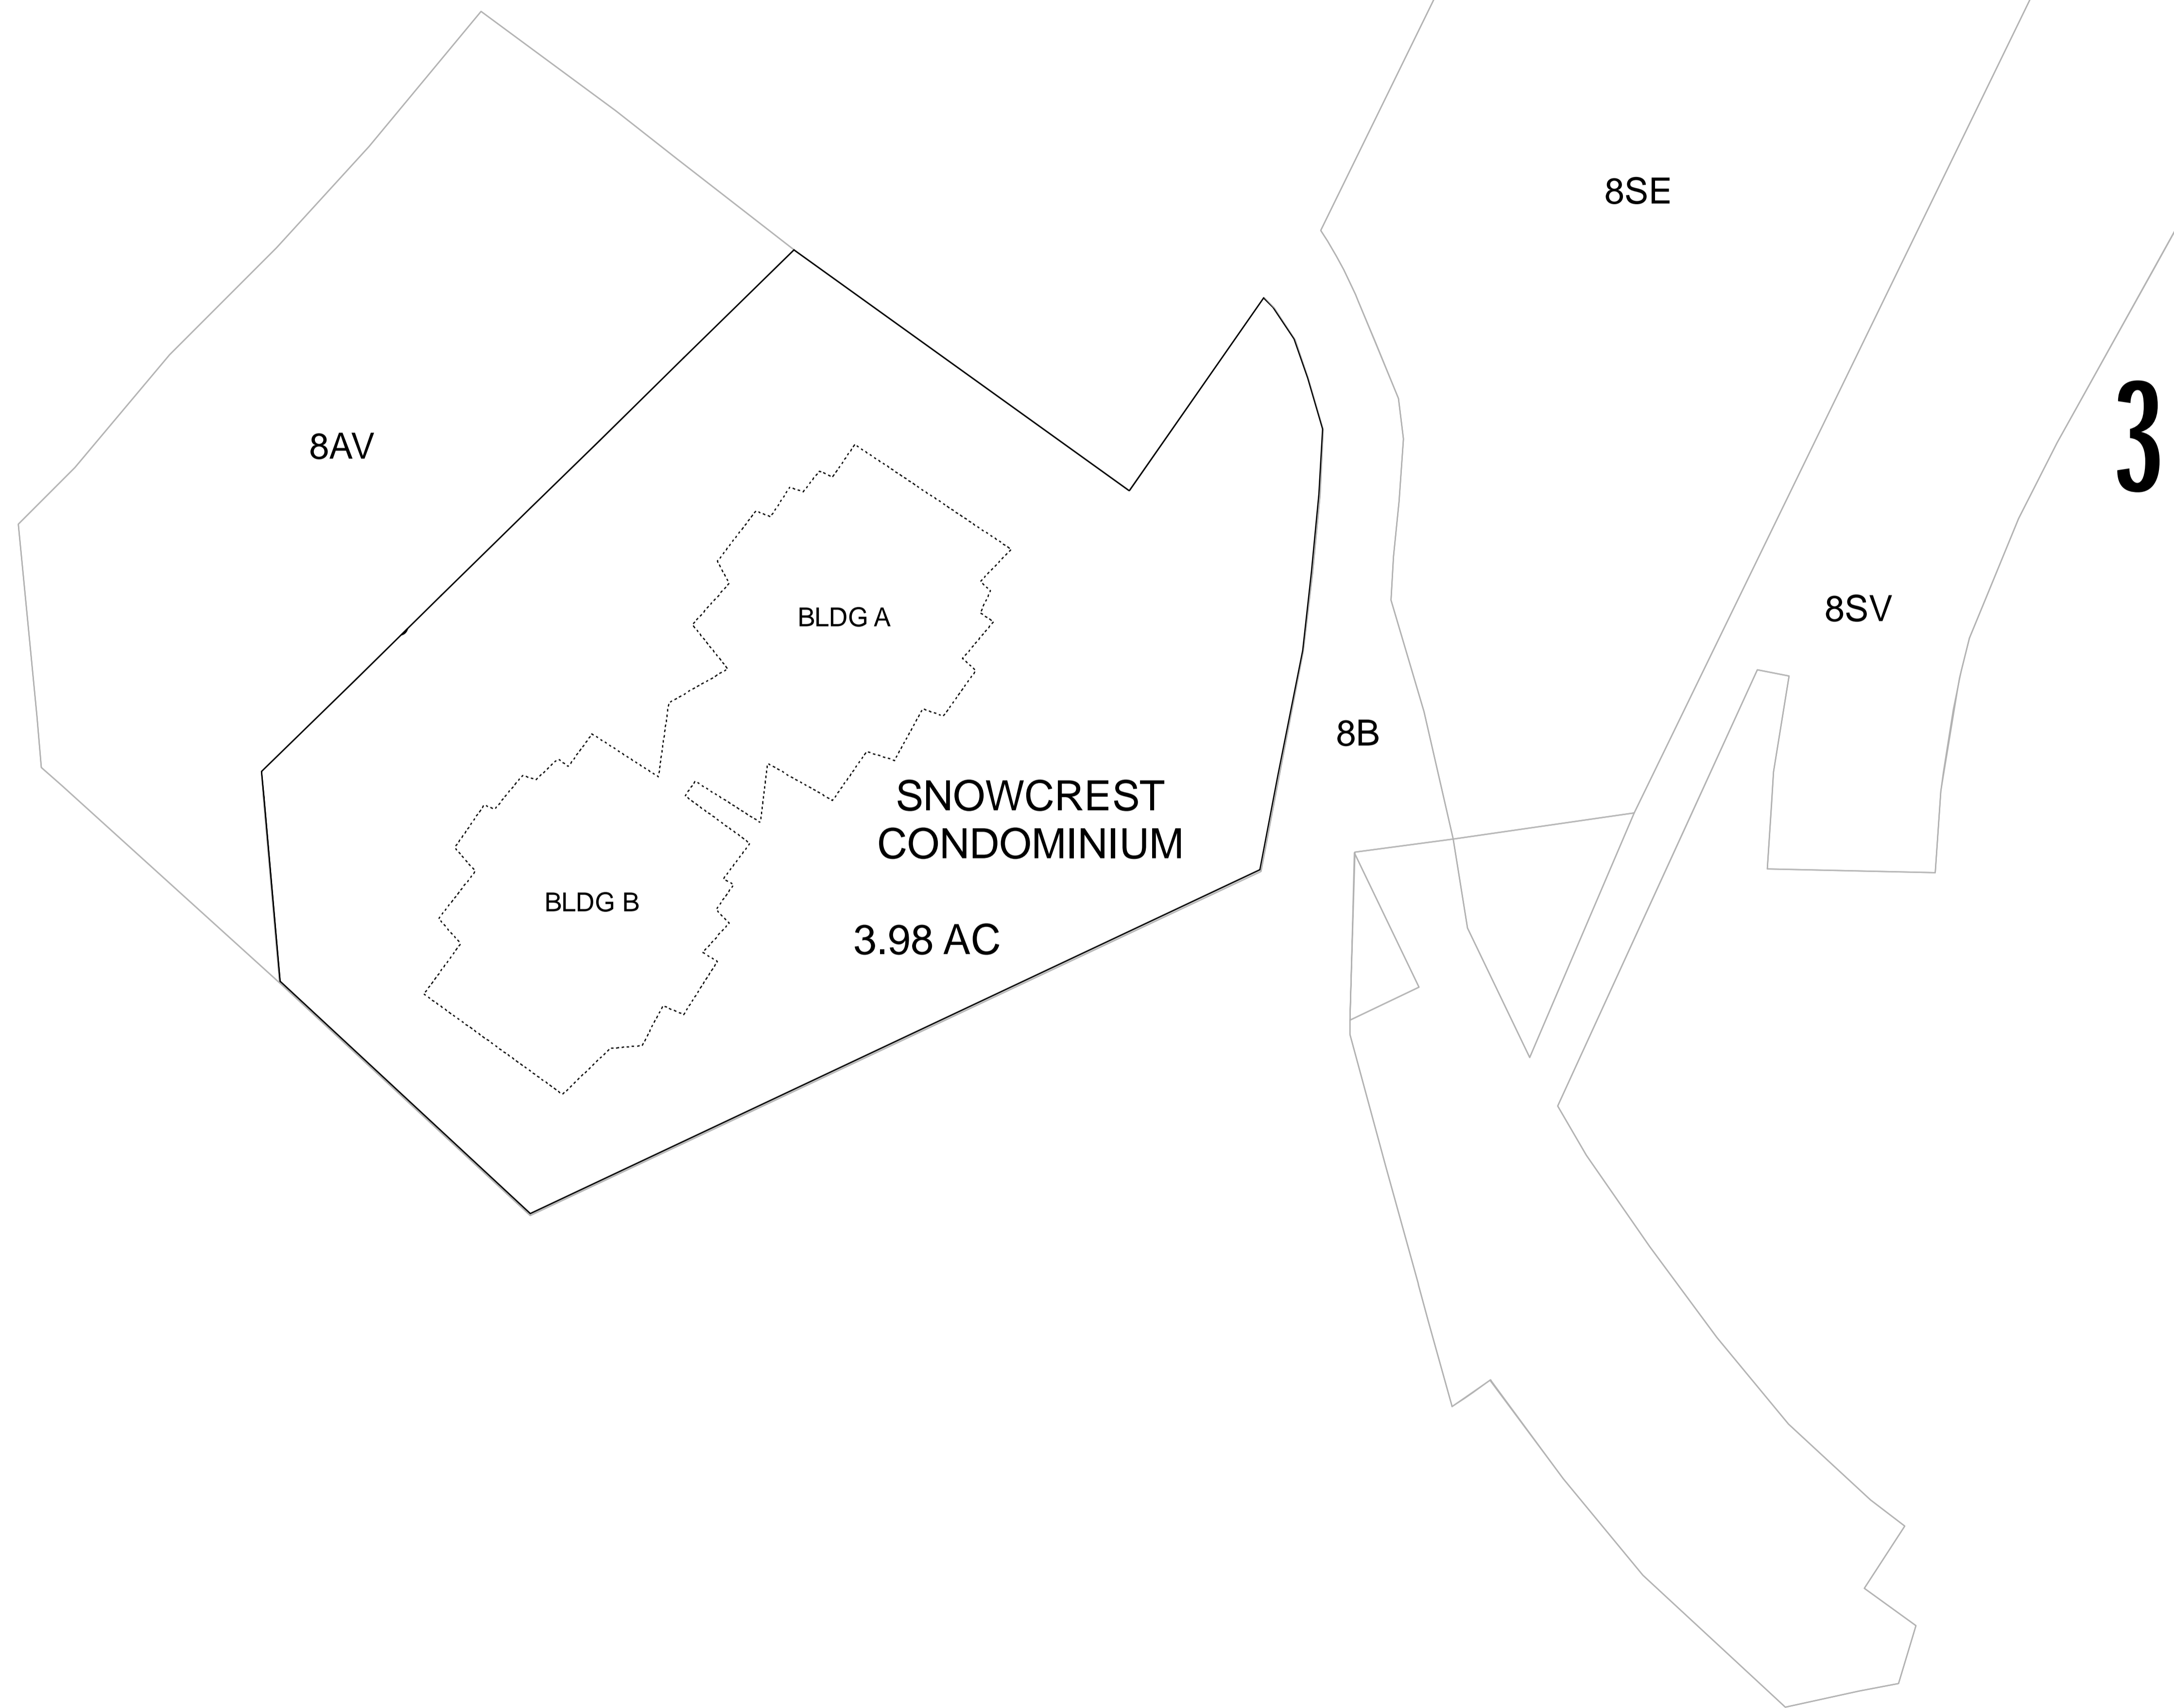 8SE
3
8AV
8SV
BLDG A
8B
SNOWCREST
CONDOMINIUM
BLDG B
3.98 AC